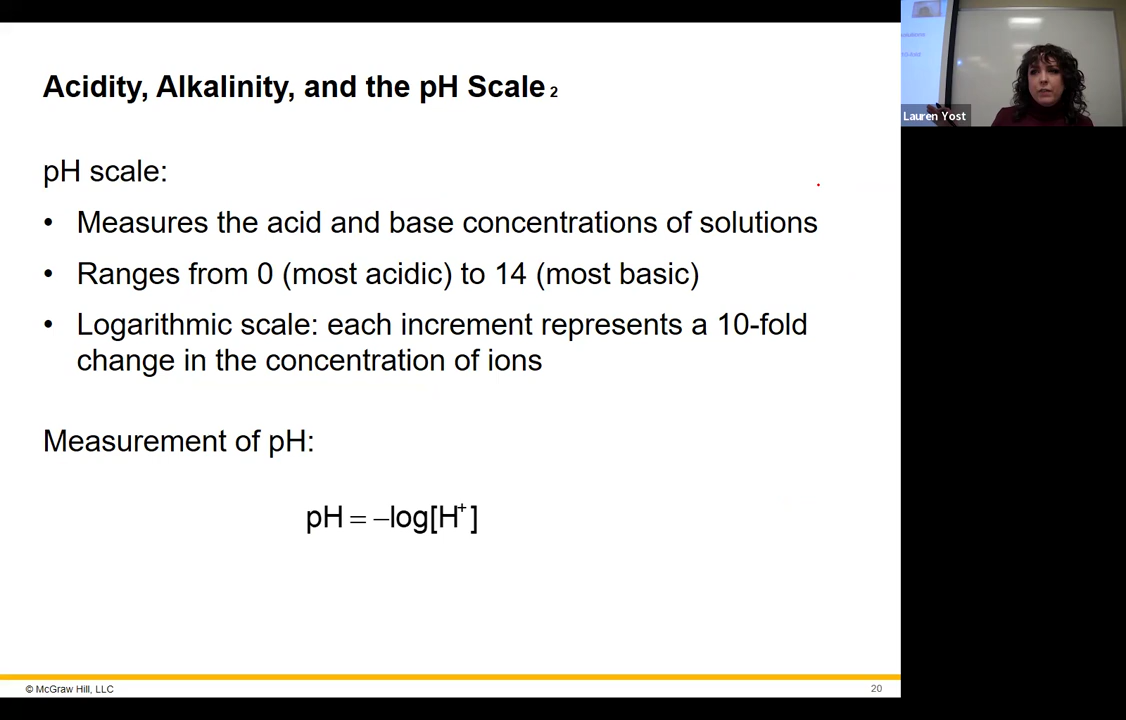 Acidity, Alkalinity, and the pH Scale 2
pH scale:
• Measures the acid and base concentrations of solutions
• Ranges from 0 (most acidic) to 14 (most basic)
• Logarithmic scale: each increment represents a 10-fold
change in the concentration of ions
Measurement of pH:
pH = –log[H⁺]
© McGraw Hill, LLC
20
Lauren Yost